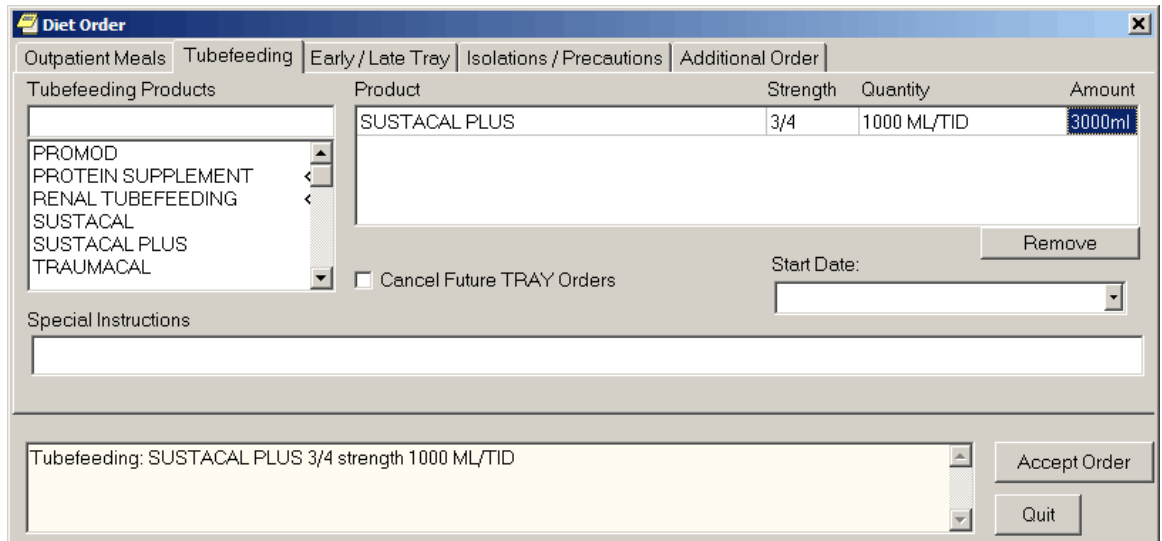 Diet Order
Outpatient Meals Tubefeeding Early / Late Tray Isolations / Precautions Additional Order
Tubefeeding Products Product Strength Quantity Amount
SUSTACAL PLUS 3/4 1000 ML/TID 3000ml
PROMOD
PROTEIN SUPPLEMENT <
RENAL TUBEFEEDING <
SUSTACAL
SUSTACAL PLUS
TRAUMACAL
Remove
Cancel Future TRAY Orders
Start Date:
Special Instructions
Tubefeeding: SUSTACAL PLUS 3/4 strength 1000 ML/TID
Accept Order
Quit